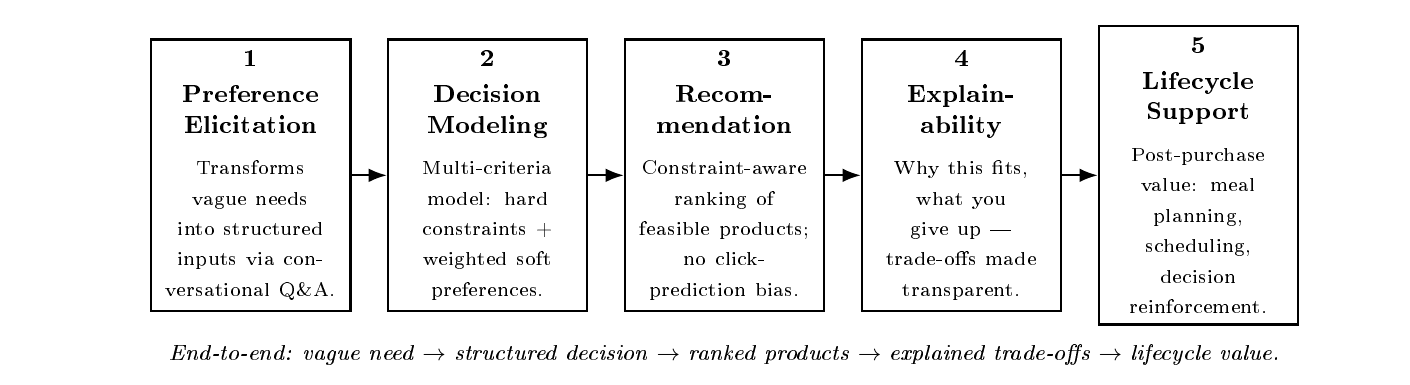 1
Preference
Elicitation
Transforms
vague needs
into structured
inputs via con-
versational Q&A.
2
Decision
Modeling
Multi-criteria
model: hard
constraints +
weighted soft
preferences.
3
Recom-
mendation
Constraint-aware
ranking of
feasible products;
no click-
prediction bias.
4
Explain-
ability
Why this fits,
what you
give up —
trade-offs made
transparent.
5
Lifecycle
Support
Post-purchase
value: meal
planning,
scheduling,
decision
reinforcement.
End-to-end: vague need → structured decision → ranked products → explained trade-offs → lifecycle value.